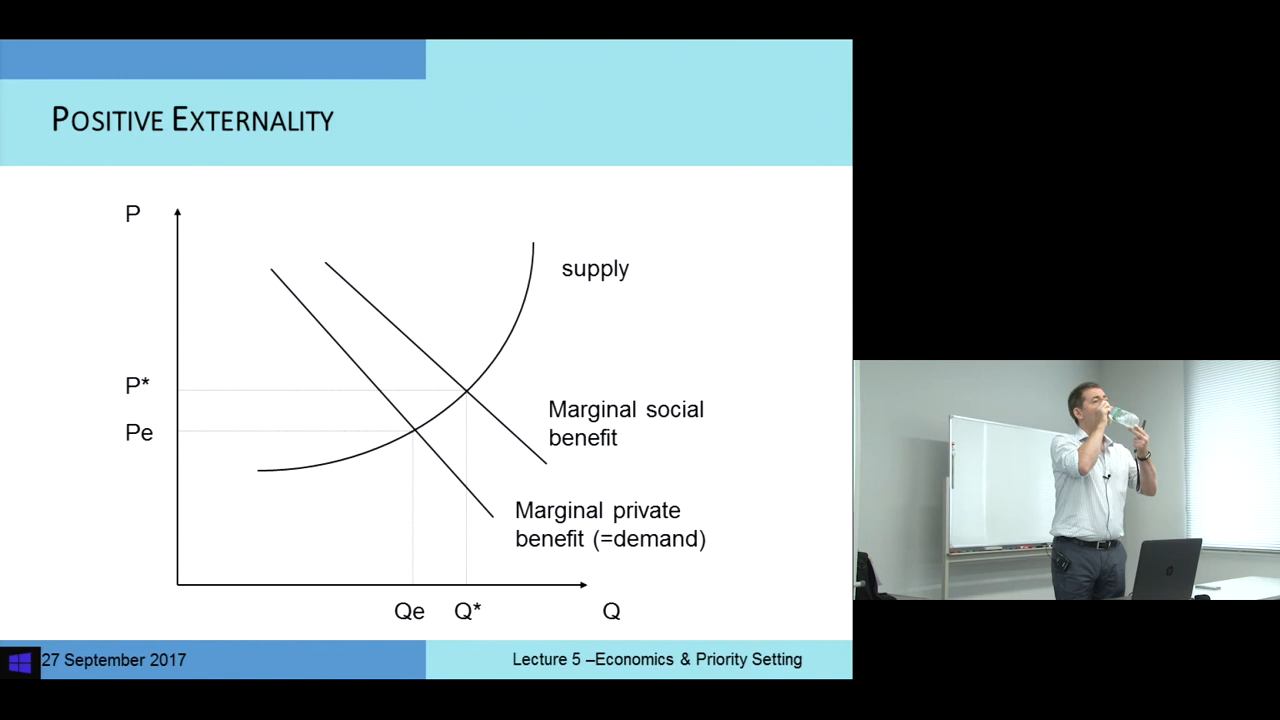 POSITIVE EXTERNALITY
P
supply
P*
Pe
Marginal social
benefit
Marginal private
benefit (=demand)
Qe
Q*
Q
27 September 2017
Lecture 5 –Economics & Priority Setting